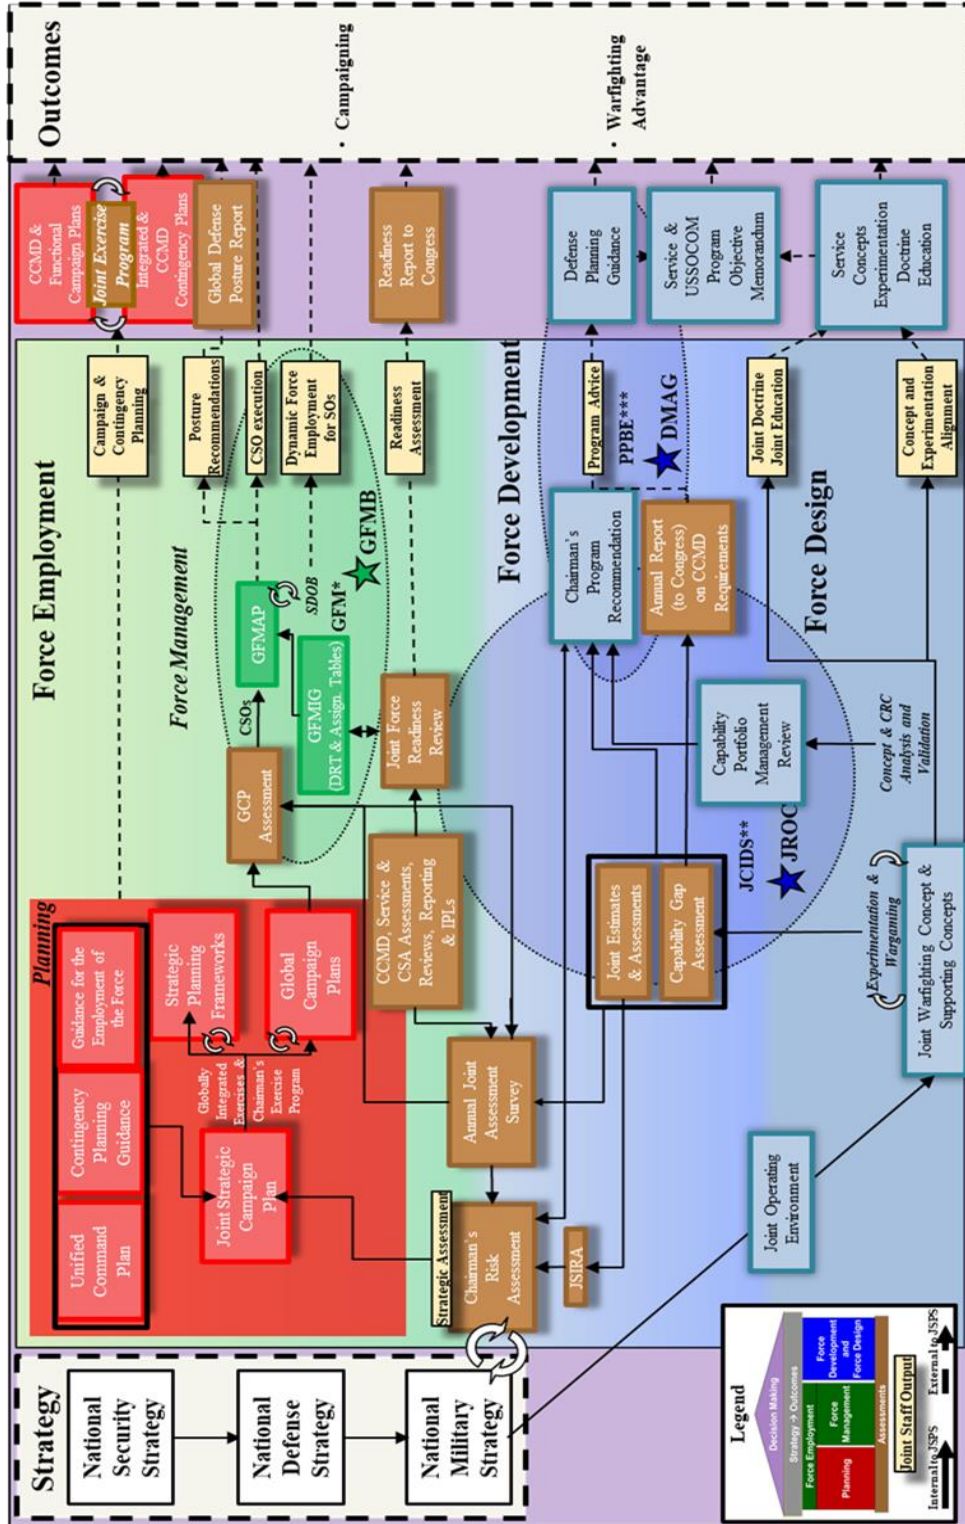 Strategy
National
Security
Strategy
National
Defense
Strategy
National
Military
Strategy
Force Employment
Planning
Unified
Command
Plan
Contingency
Planning
Guidance
Guidance for the
Employment of
the Force
Joint Strategic
Campaign
Plan
Globally
Integrated
Exercises &
Chairman's
Exercise
Program
Strategic
Planning
Frameworks
Global
Campaign
Plans
Force Management
GCP
Assessment
CSOs
GFMAP
SDOB
GFMIG
(DRT & Assign. Tables)
GFM*
GFMB
Strategic Assessment
Chairman's
Risk
Assessment
JSIRA
Annual Joint
Assessment
Survey
CCMD, Service &
CSA Assessments,
Reviews, Reporting
& IPLs
Joint Force
Readiness
Review
Campaign &
Contingency
Planning
Posture
Recommendations
CSO execution
Dynamic Force
Employment
for SOs
Readiness
Assessment
CCMD &
Functional
Campaign Plans
Joint Exercise
Program
Integrated &
CCMD
Contingency Plans
Global Defense
Posture Report
Readiness
Report to
Congress
Outcomes
• Campaigning
• Warfighting
Advantage
Force Development
Joint Estimates
& Assessments
Capability Gap
Assessment
JCIDS**
JROC
Capability
Portfolio
Management
Review
Chairman's
Program
Recommendation
Annual Report
(to Congress)
on CCMD
Requirements
Program Advice
PPBE***
DMAG
Defense
Planning
Guidance
Service &
USSOCOM
Program
Objective
Memorandum
Force Design
Joint Operating
Environment
Experimentation &
Wargaming
Joint Warfighting Concept &
Supporting Concepts
Concept & CRC
Analysis and
Validation
Joint Doctrine
Joint Education
Concept and
Experimentation
Alignment
Service
Concepts
Experimentation
Doctrine
Education
Legend
Decision Making
Strategy → Outcomes
Force Employment
Planning
Force
Management
Force
Development
and
Force Design
Assessments
Joint Staff Output
Internal to JSPS
External to JSPS